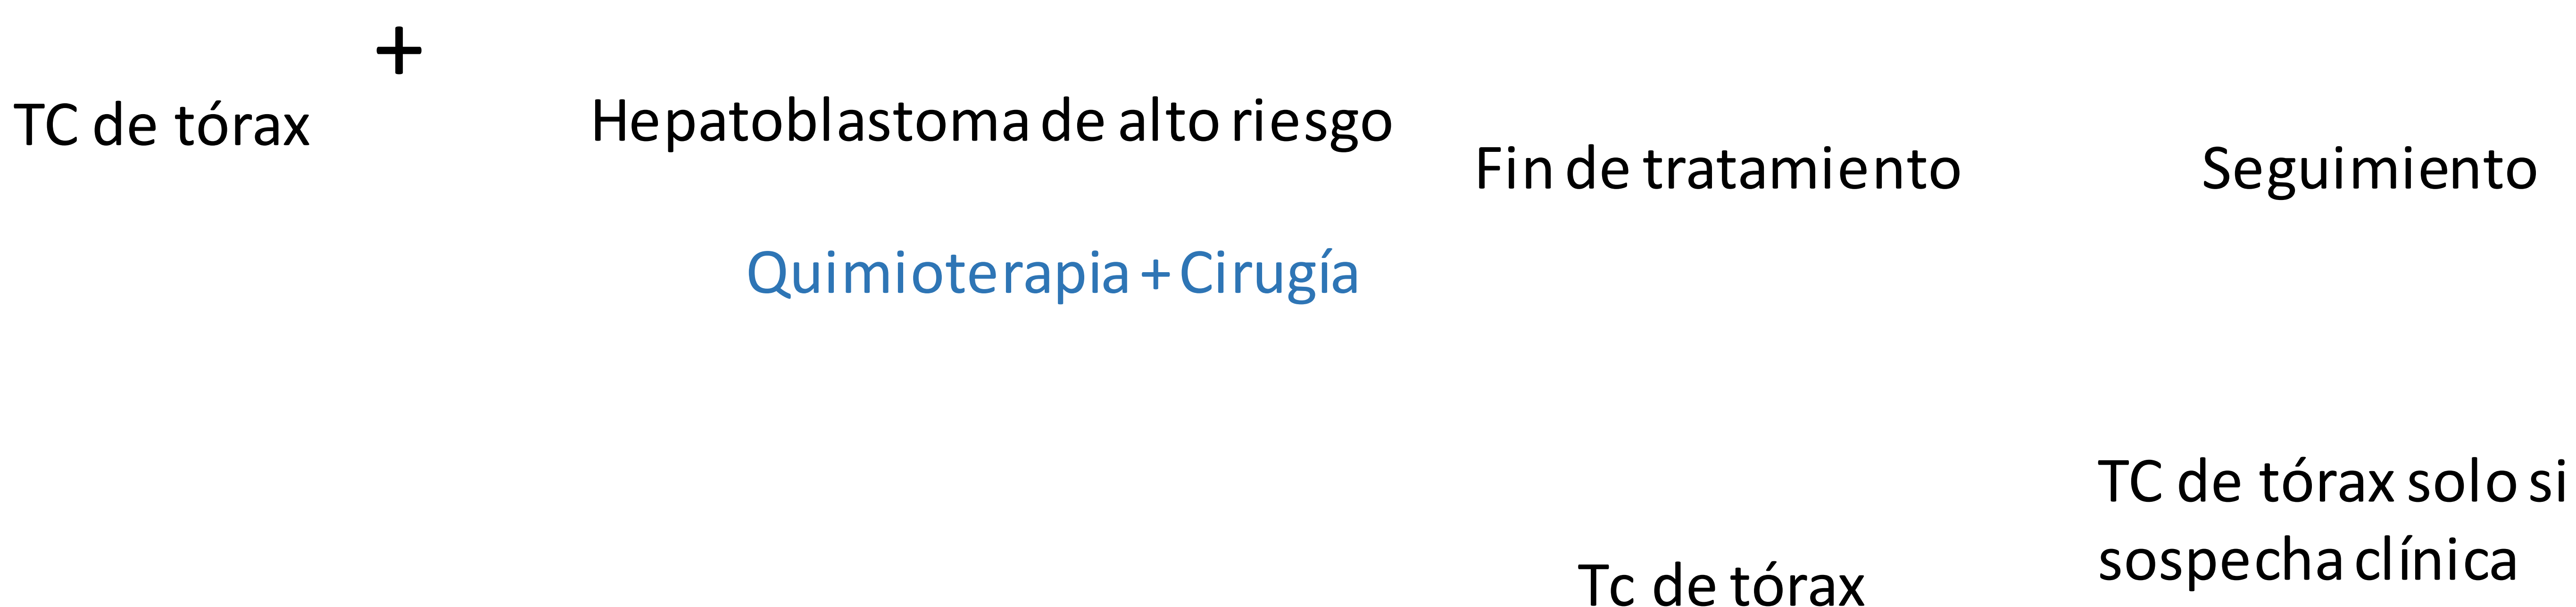 +
TC de tórax
Hepatoblastoma de alto riesgo
Fin de tratamiento
Seguimiento
Quimioterapia + Cirugía
TC de tórax solo si
sospecha clínica
Tc de tórax